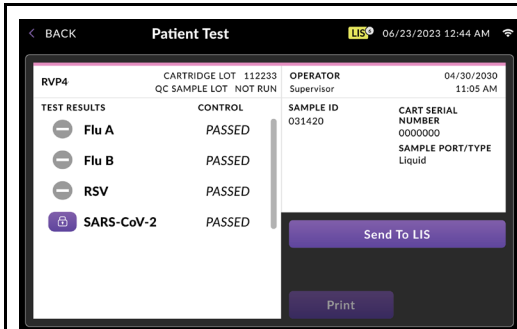 BACK
Patient Test
LIS
06/23/2023 12:44 AM
RVP4
CARTRIDGE LOT 112233
QC SAMPLE LOT NOT RUN
TEST RESULTS
CONTROL
Flu A PASSED
Flu B PASSED
RSV PASSED
SARS-CoV-2 PASSED
OPERATOR
Supervisor
04/30/2030
11:05 AM
SAMPLE ID
031420
CART SERIAL
NUMBER
0000000
SAMPLE PORT/TYPE
Liquid
Send To LIS
Print